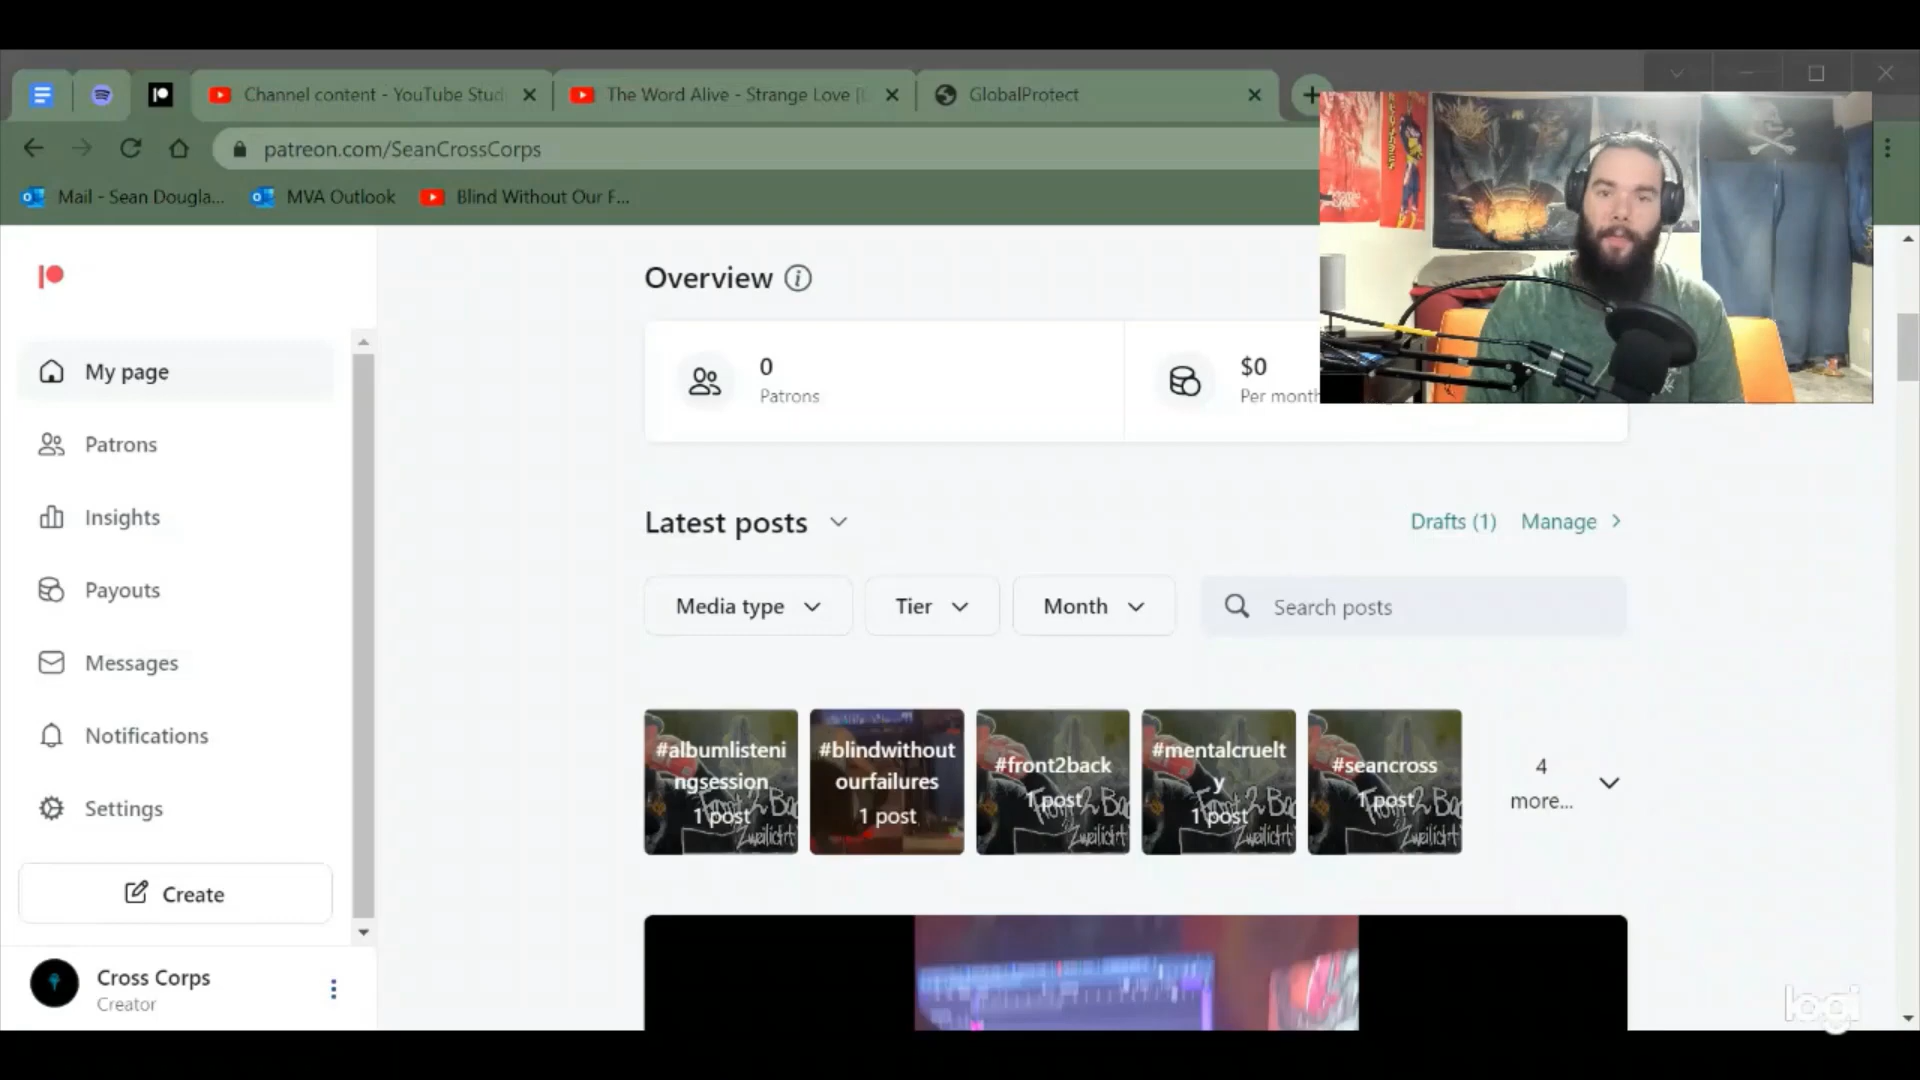 Channel content - YouTube Stud
The Word Alive - Strange Love [
GlobalProtect
patreon.com/SeanCrossCorps
Mail - Sean Dougla...
MVA Outlook
Blind Without Our F...
Overview
0
Patrons
$0
Per month
My page
Patrons
Insights
Payouts
Messages
Notifications
Settings
Create
Cross Corps
Creator
Latest posts
Drafts (1)
Manage
Media type
Tier
Month
Search posts
#albumlisteni
ngsession
1 post
#blindwithout
ourfailures
1 post
#front2back
1 post
#mentalcruelt
y
1 post
#seancross
1 post
4
more...
logi